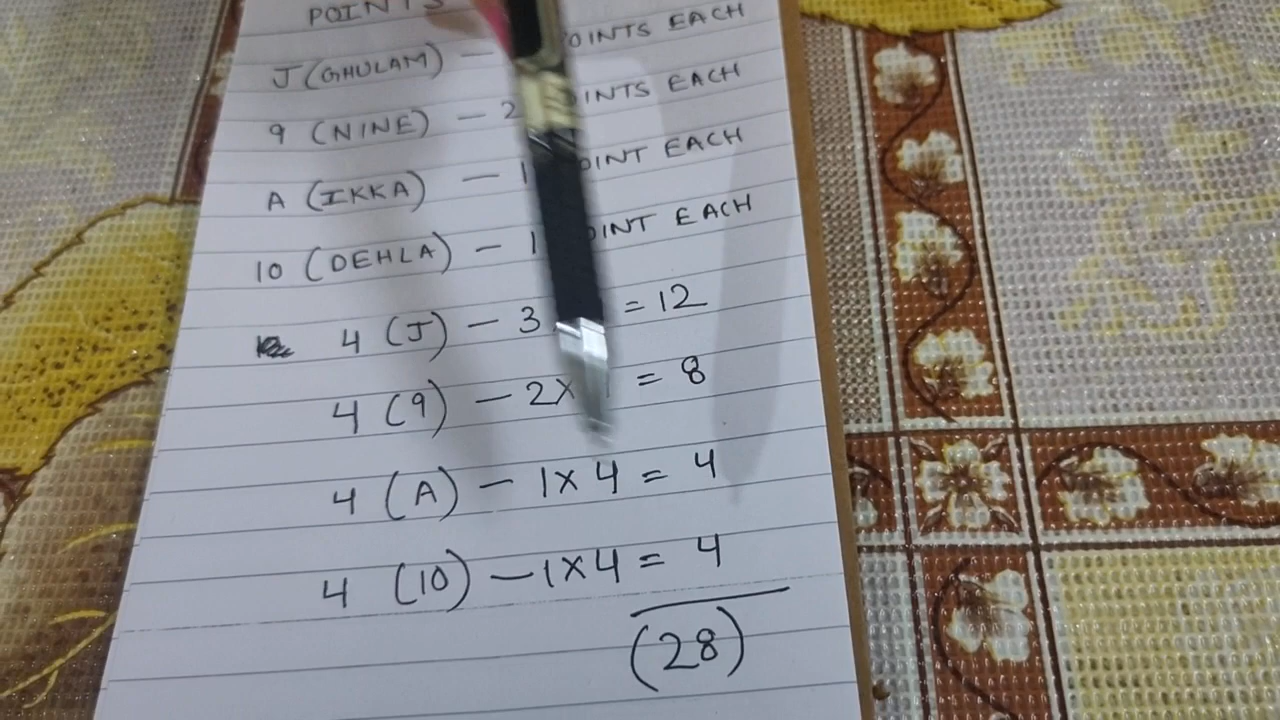 POINTS
J (GHULAM) - OINTS EACH
9 (NINE) - 2 OINTS EACH
A (IKKA) - 1 OINT EACH
10 (DEHLA) - 1 OINT EACH
4 (J) - 3 = 12
4 (9) - 2x = 8
4 (A) - 1x4 = 4
4 (10) - 1x4 = 4
(28)